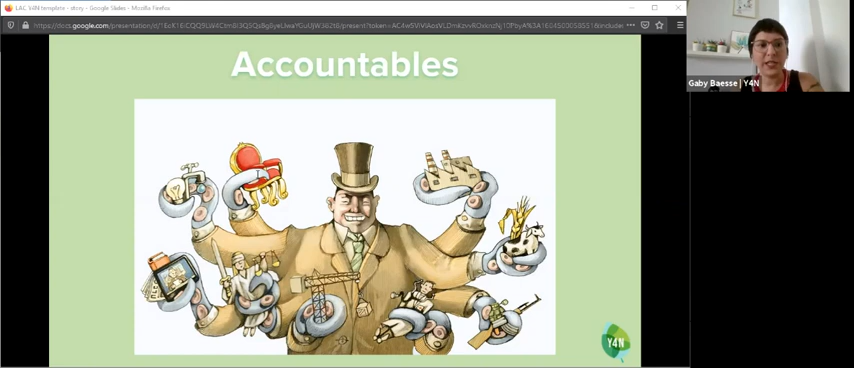 LAC Y4N template - story - Google Slides - Mozilla Firefox
Accountables
Gaby Baesse | Y4N
Y4N